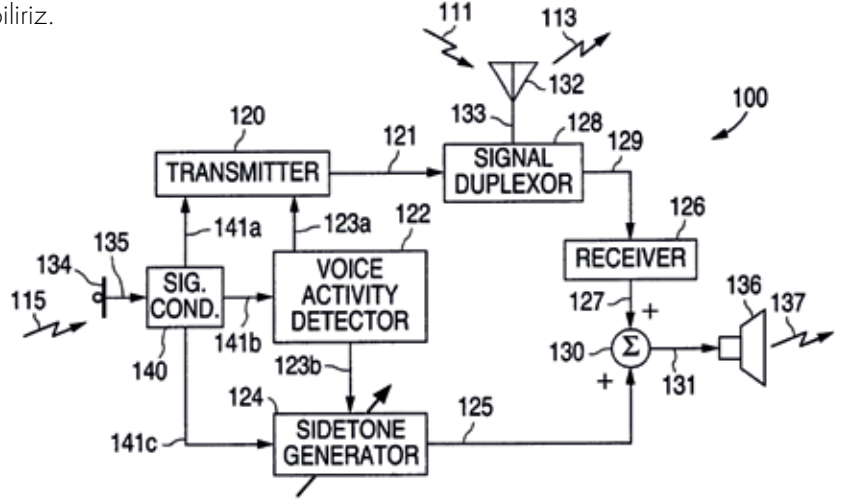 biliriz.
111
113
132
133
100
120
121
128
129
TRANSMITTER
SIGNAL
DUPLEXOR
141a
123a
122
126
134
135
SIG.
COND.
VOICE
ACTIVITY
DETECTOR
RECEIVER
115
140
141b
127
+
136
137
130
Σ
131
123b
+
124
125
141c
SIDETONE
GENERATOR